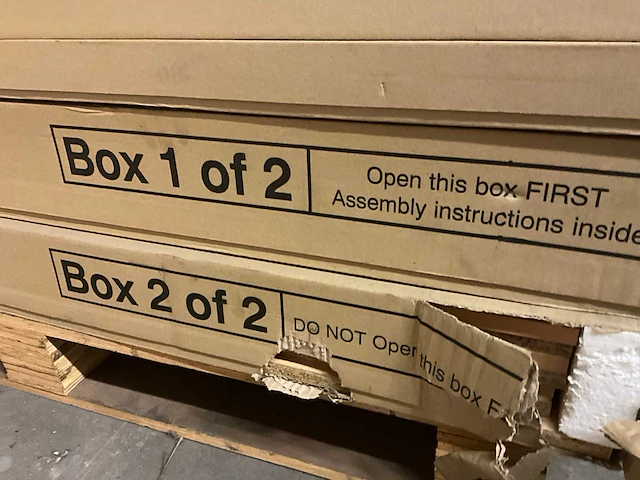 Box 1 of 2
Open this box FIRST
Assembly instructions inside
Box 2 of 2
DO NOT Open this box F